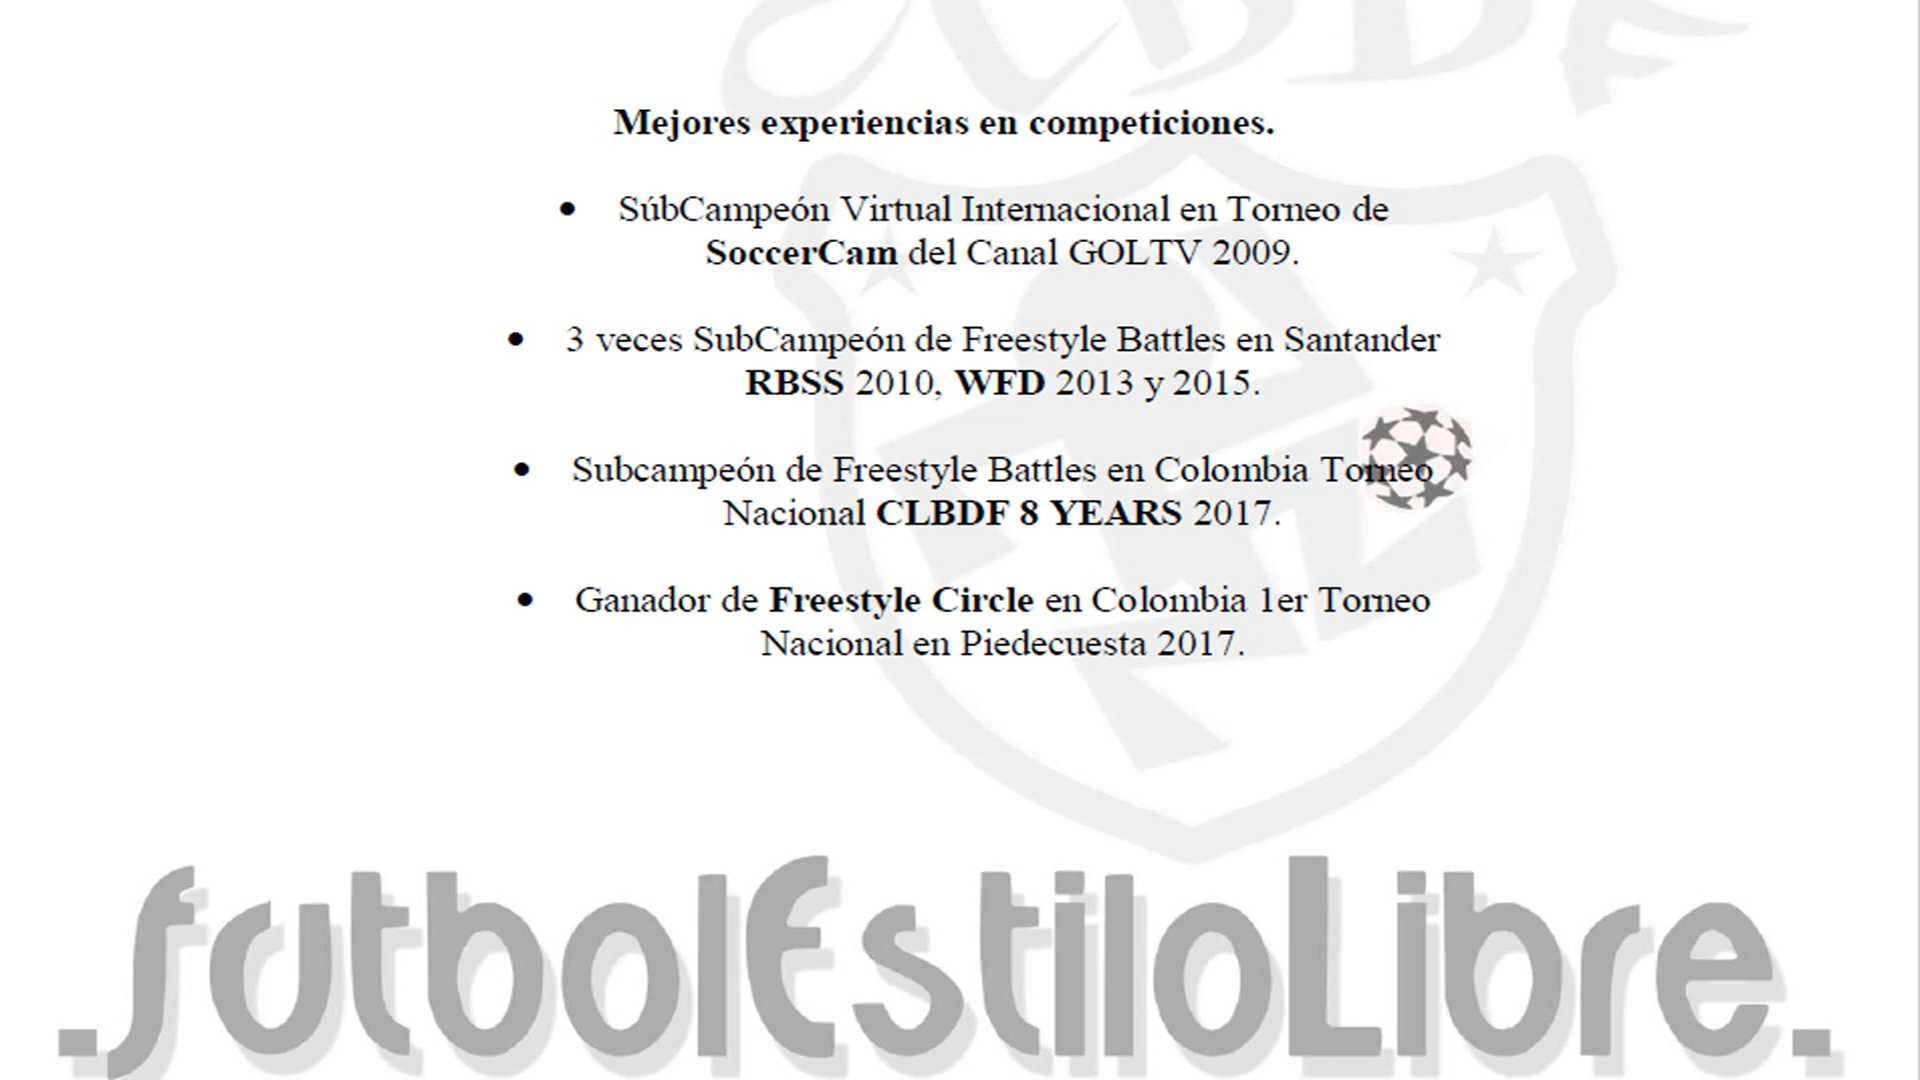 Mejores experiencias en competiciones.
• SúbCampeón Virtual Internacional en Torneo de
SoccerCam del Canal GOLTV 2009.
• 3 veces SubCampeón de Freestyle Battles en Santander
RBSS 2010, WFD 2013 y 2015.
• Subcampeón de Freestyle Battles en Colombia Torneo
Nacional CLBDF 8 YEARS 2017.
• Ganador de Freestyle Circle en Colombia 1er Torneo
Nacional en Piedecuesta 2017.
.futbolEstiloLibre.